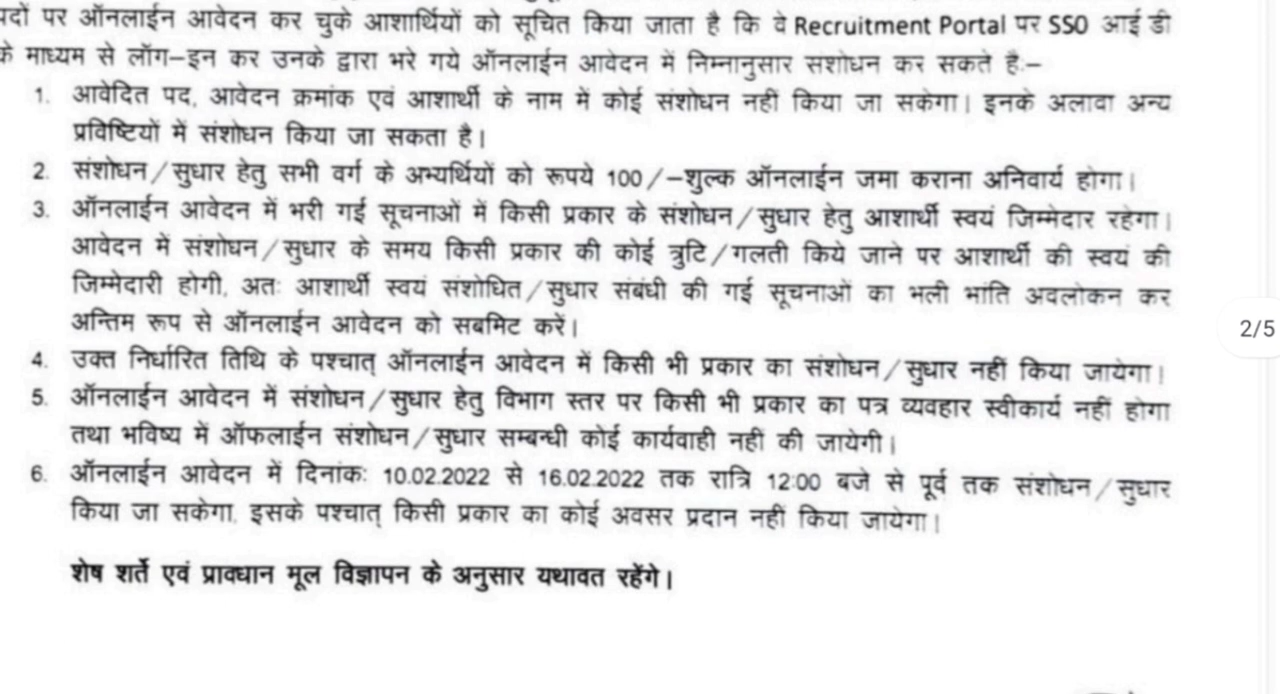 पदों पर ऑनलाईन आवेदन कर चुके आशार्थियों को सूचित किया जाता है कि वे Recruitment Portal पर SSO आई डी
के माध्यम से लॉग–इन कर उनके द्वारा भरे गये ऑनलाईन आवेदन में निम्नानुसार संशोधन कर सकते है:–
1. आवेदित पद, आवेदन क्रमांक एवं आशार्थी के नाम में कोई संशोधन नहीं किया जा सकेगा। इनके अलावा अन्य
प्रविष्टियों में संशोधन किया जा सकता है।
2. संशोधन/सुधार हेतु सभी वर्ग के अभ्यर्थियों को रूपये 100/–शुल्क ऑनलाईन जमा कराना अनिवार्य होगा।
3. ऑनलाईन आवेदन में भरी गई सूचनाओं में किसी प्रकार के संशोधन/सुधार हेतु आशार्थी स्वयं जिम्मेदार रहेगा।
आवेदन में संशोधन/सुधार के समय किसी प्रकार की कोई त्रुटि/गलती किये जाने पर आशार्थी की स्वयं की
जिम्मेदारी होगी, अतः आशार्थी स्वयं संशोधित/सुधार संबंधी की गई सूचनाओं का भली भांति अवलोकन कर
अन्तिम रूप से ऑनलाईन आवेदन को सबमिट करें।
4. उक्त निर्धारित तिथि के पश्चात् ऑनलाईन आवेदन में किसी भी प्रकार का संशोधन/सुधार नहीं किया जायेगा।
5. ऑनलाईन आवेदन में संशोधन/सुधार हेतु विभाग स्तर पर किसी भी प्रकार का पत्र व्यवहार स्वीकार्य नहीं होगा
तथा भविष्य में ऑफलाईन संशोधन/सुधार सम्बन्धी कोई कार्यवाही नहीं की जायेगी।
6. ऑनलाईन आवेदन में दिनांकः 10.02.2022 से 16.02.2022 तक रात्रि 12:00 बजे से पूर्व तक संशोधन/सुधार
किया जा सकेगा, इसके पश्चात् किसी प्रकार का कोई अवसर प्रदान नहीं किया जायेगा।
शेष शर्ते एवं प्रावधान मूल विज्ञापन के अनुसार यथावत रहेंगे।
2/5